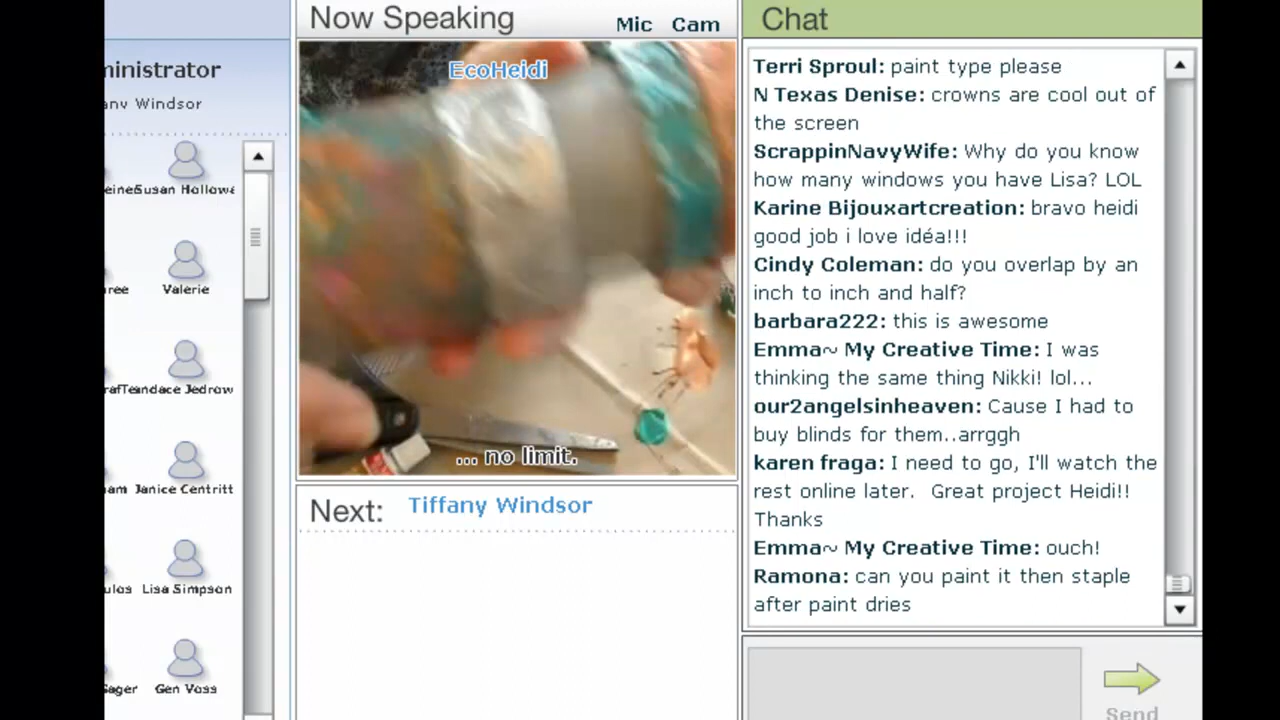 ministrator
any Windsor
Susan Hollowa
ree Valerie
Jedrow
am Janice Centritt
ulos Lisa Simpson
Gen Voss
Now Speaking Mic Cam
EcoHeidi
... no limit.
Next: Tiffany Windsor
Chat
Terri Sproul: paint type please
N Texas Denise: crowns are cool out of
the screen
ScrappinNavyWife: Why do you know
how many windows you have Lisa? LOL
Karine Bijouxartcreation: bravo heidi
good job i love idéa!!!
Cindy Coleman: do you overlap by an
inch to inch and half?
barbara222: this is awesome
Emma~ My Creative Time: I was
thinking the same thing Nikki! lol...
our2angelsinheaven: Cause I had to
buy blinds for them..arrggh
karen fraga: I need to go, I'll watch the
rest online later. Great project Heidi!!
Thanks
Emma~ My Creative Time: ouch!
Ramona: can you paint it then staple
after paint dries
Send